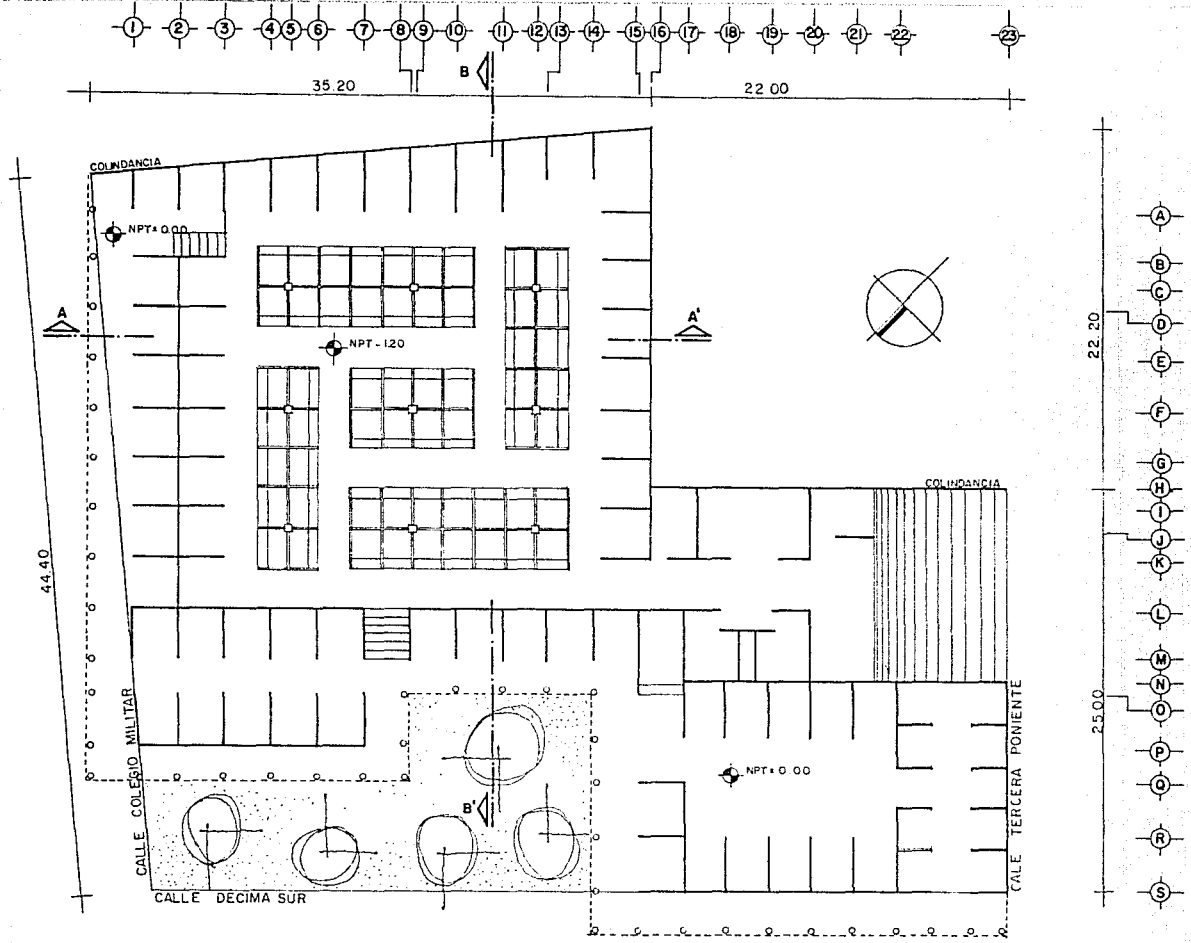 1 2 3 4 5 6 7 8 9 10 11 12 13 14 15 16 17 18 19 20 21 22 23
B
35.20
22 00
COLINDANCIA
NPT± 0.00
A
A'
NPT - 1.20
22.20
44.40
COLINDANCIA
25.00
CALLE COLEGIO MILITAR
NPT± 0.00
B'
CALLE TERCERA PONIENTE
CALLE DECIMA SUR
A
B
C
D
E
F
G
H
I
J
K
L
M
N
O
P
Q
R
S